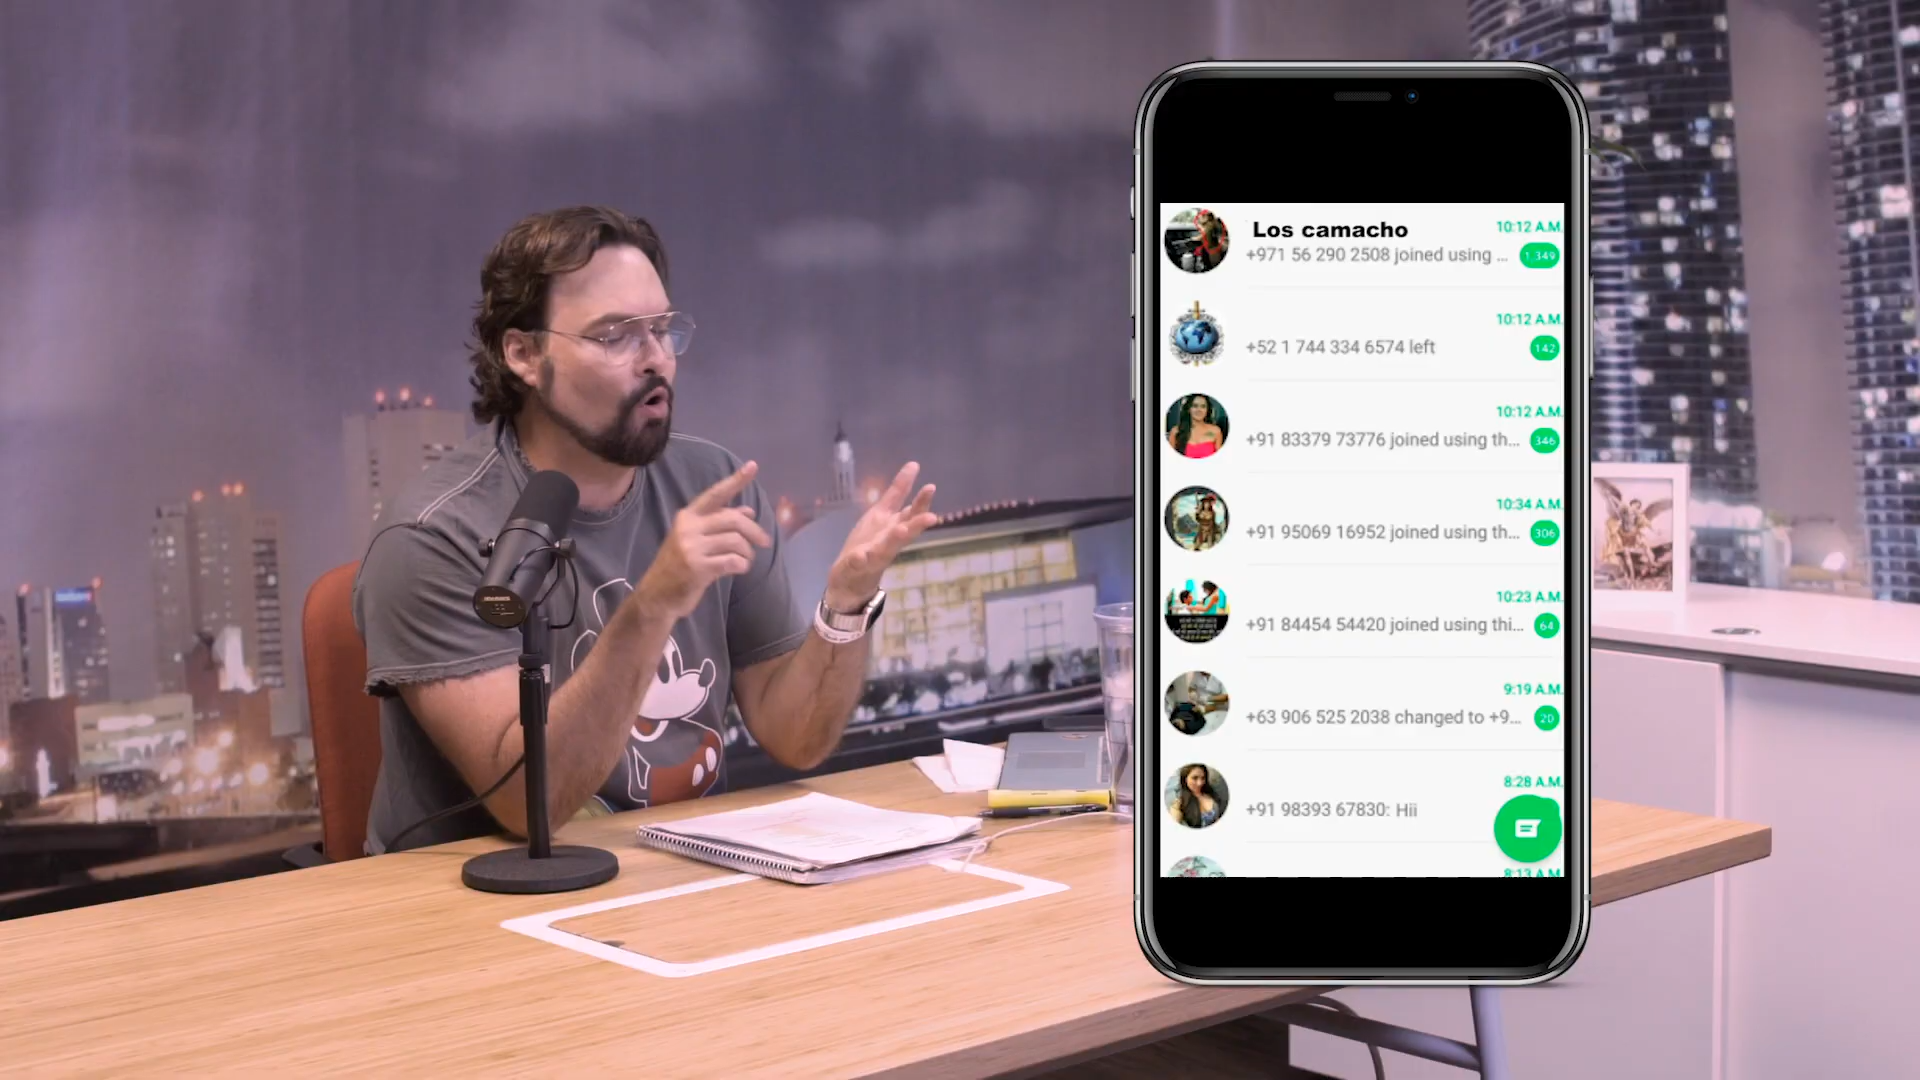 Los camacho
10:12 A.M.
+971 56 290 2508 joined using ...
1.349
10:12 A.M.
+52 1 744 334 6574 left
142
10:12 A.M.
+91 83379 73776 joined using th...
346
10:34 A.M.
+91 95069 16952 joined using th...
306
10:23 A.M.
+91 84454 54420 joined using thi...
64
9:19 A.M.
+63 906 525 2038 changed to +9...
20
8:28 A.M.
+91 98393 67830: Hii
8:13 A.M